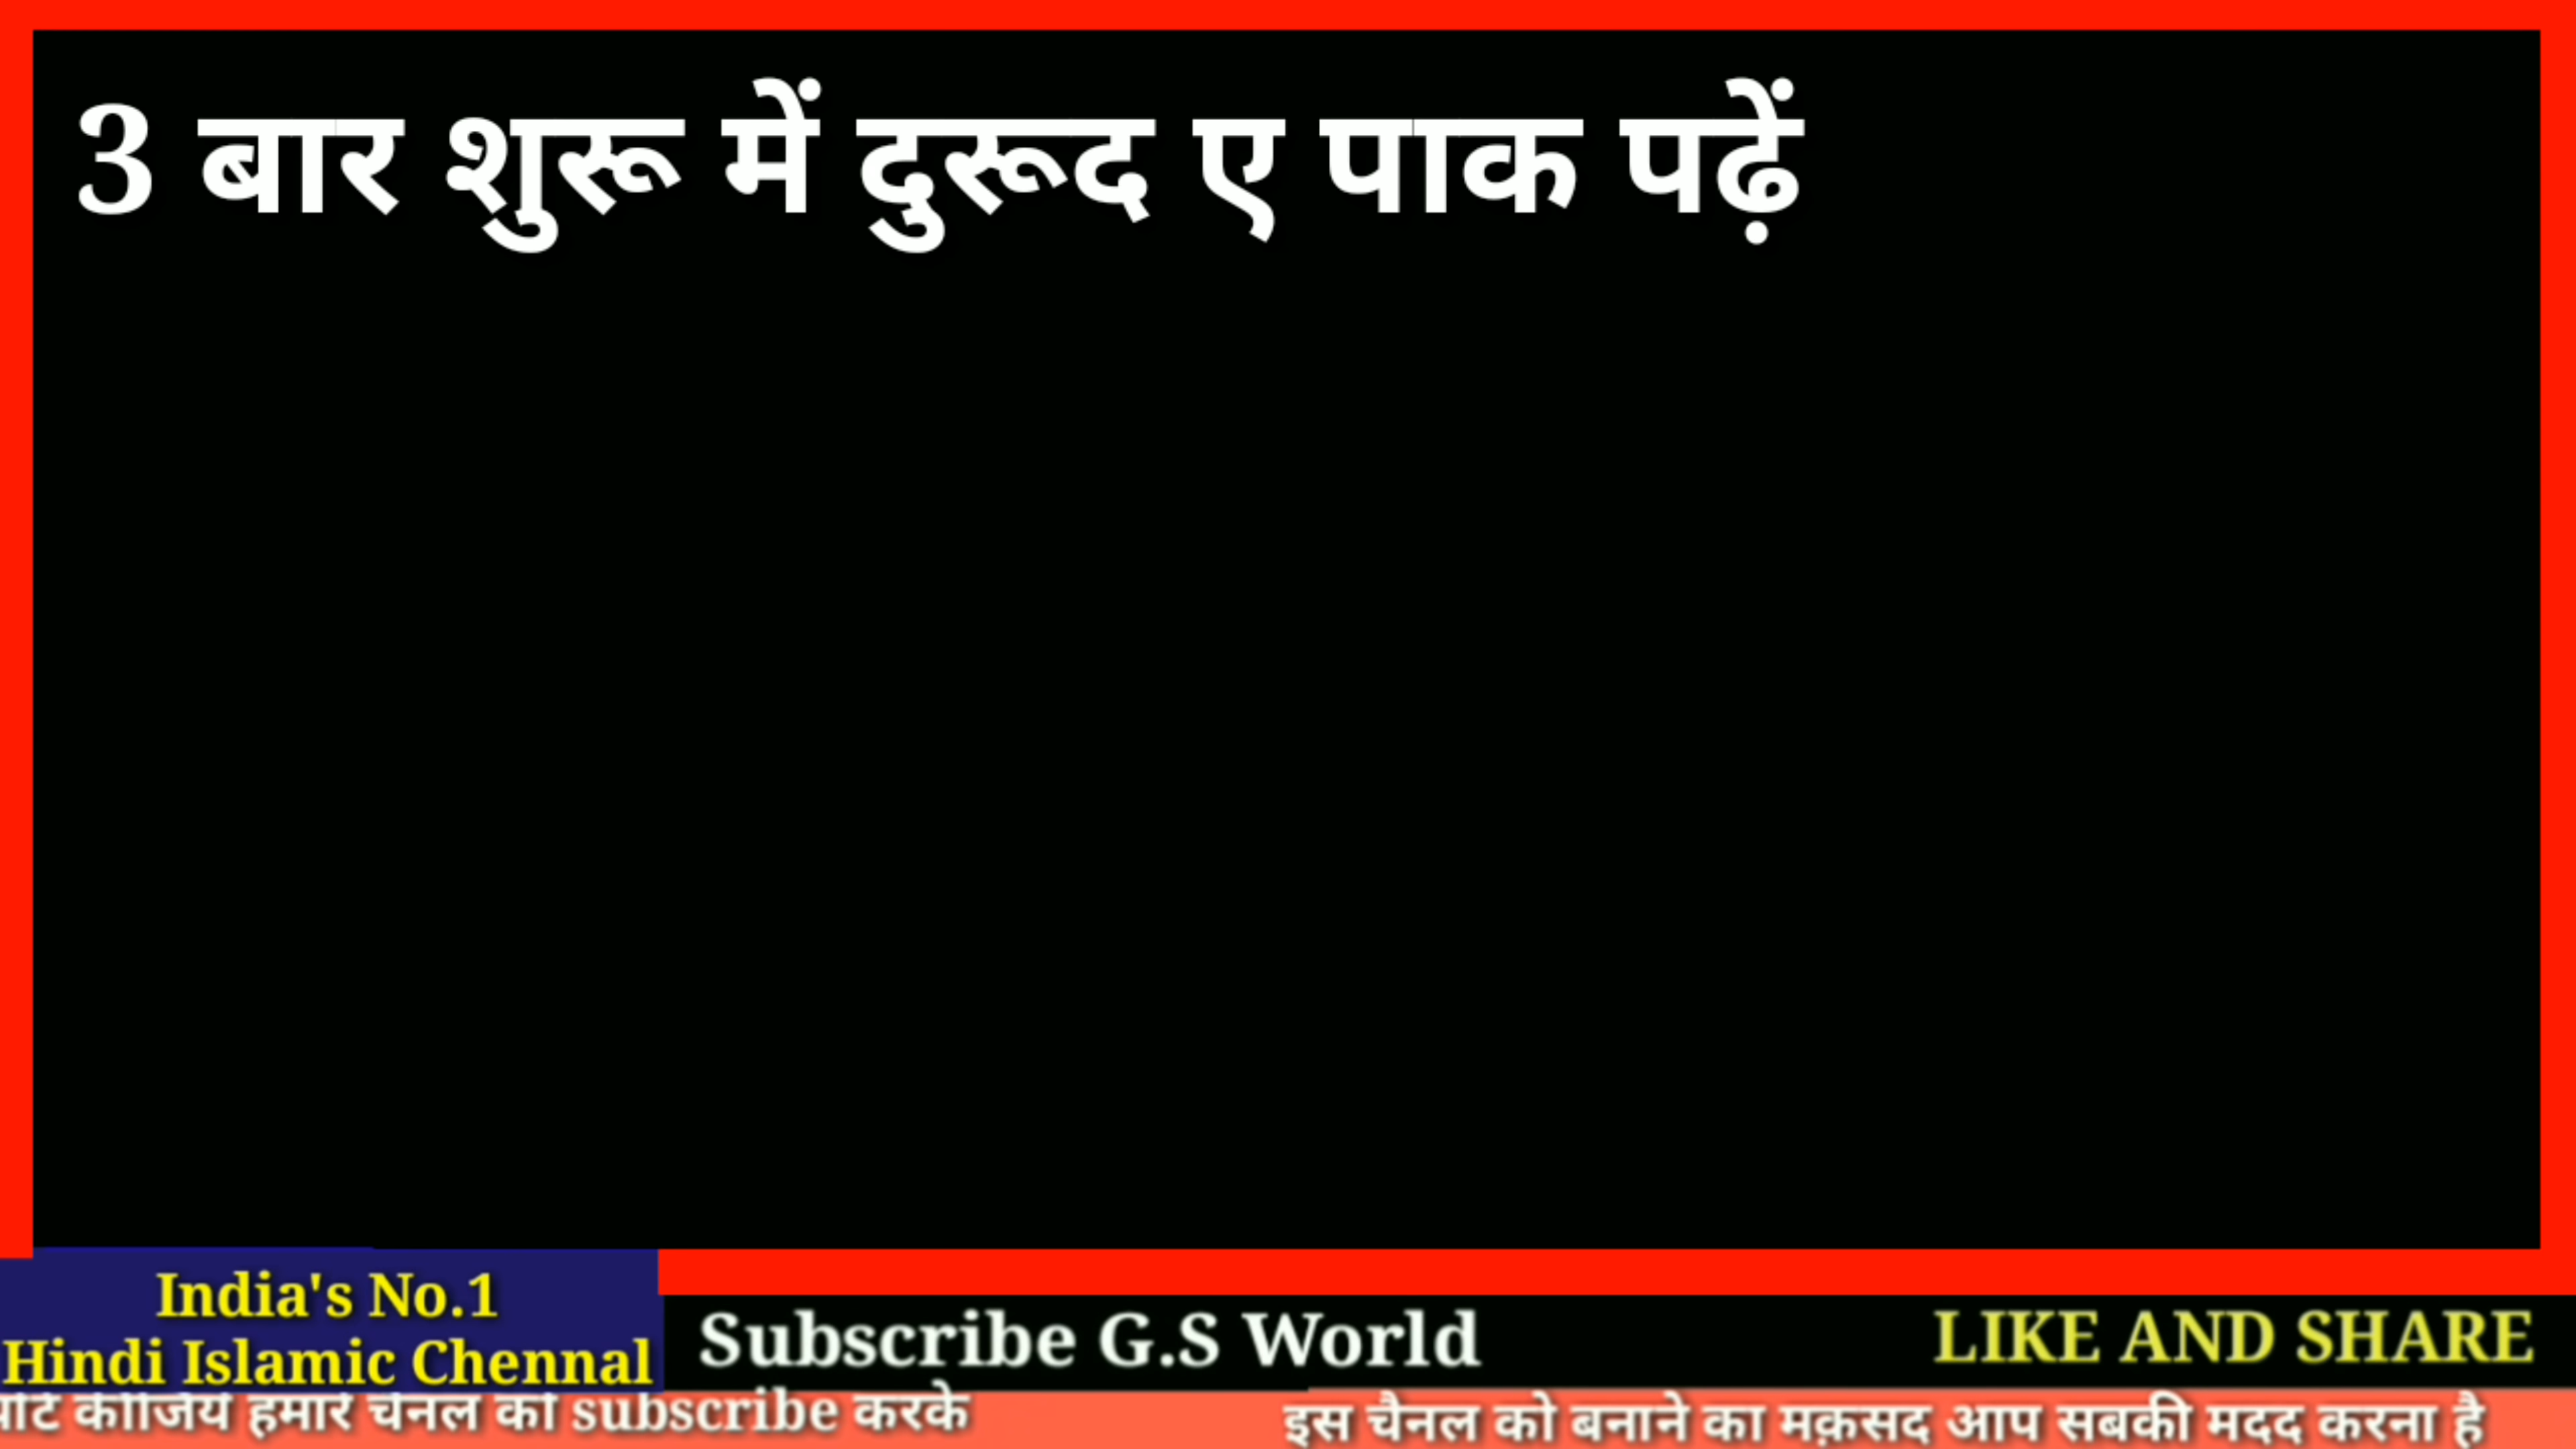 3 बार शुरू में दुरूद ए पाक पढ़ें
India's No.1
Hindi Islamic Chennal
Subscribe G.S World
LIKE AND SHARE
कीजिये हमारे चैनल को subscribe करके
इस चैनल को बनाने का मक़सद आप सबकी मदद करना है